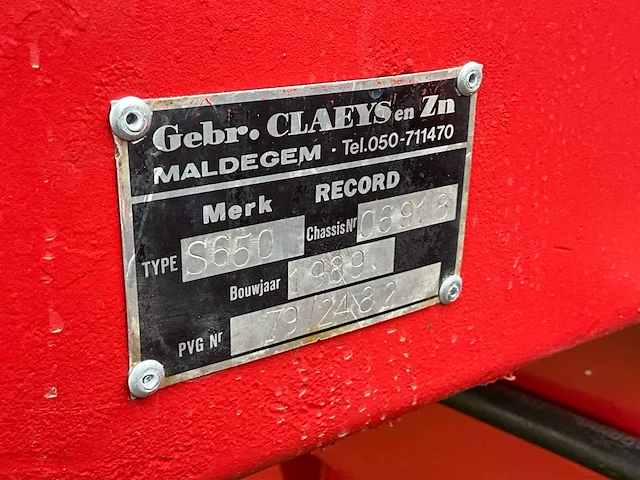 Gebr. CLAEYS en Zn
MALDEGEM · Tel.050-711470
Merk RECORD
TYPE S650 Chassis Nr 06918
Bouwjaar 1989
PVG Nr 79/2482